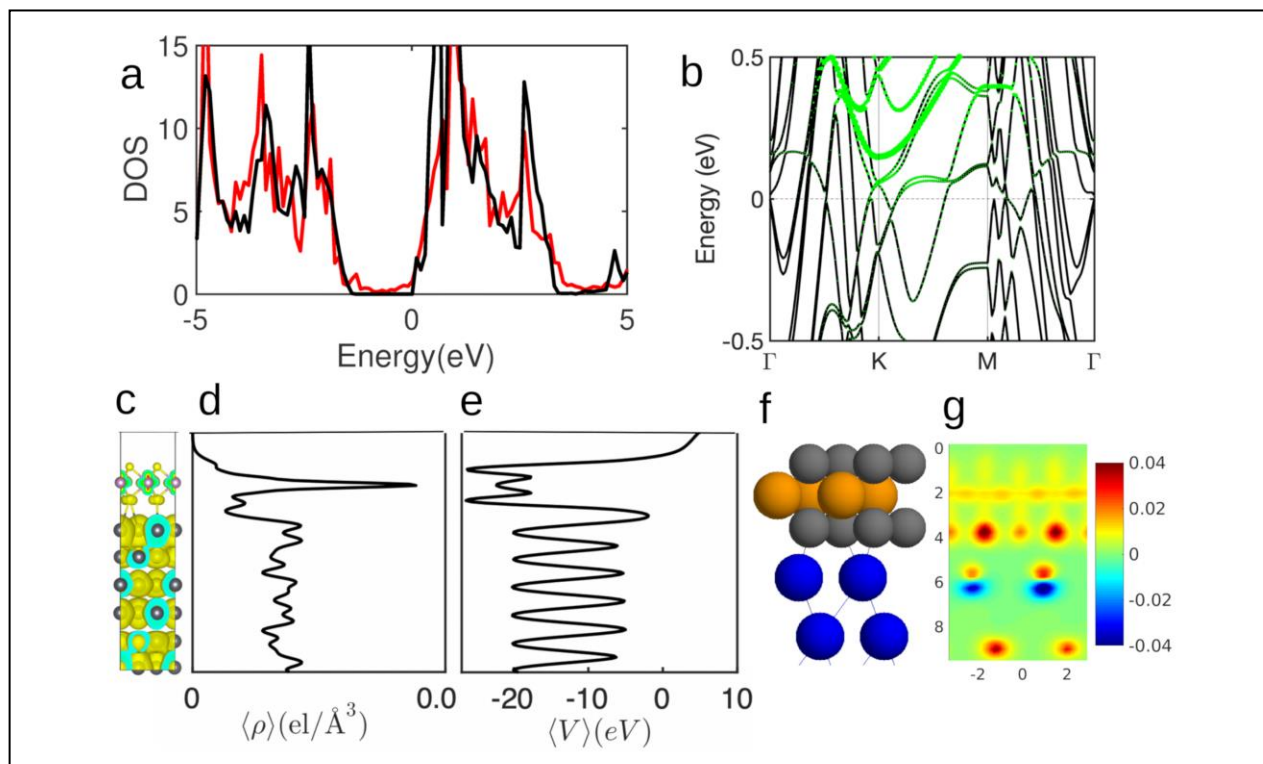 a
15
10
5
0
DOS
-5 0 5
Energy(eV)
b
0.5
0
-0.5
Energy (eV)
Γ K M Γ
c d e f g
0 0.0
⟨ρ⟩(el/Å³)
-20 -10 0 10
⟨V⟩(eV)
0
2
4
6
8
-2 0 2
0.04
0.02
0
-0.02
-0.04